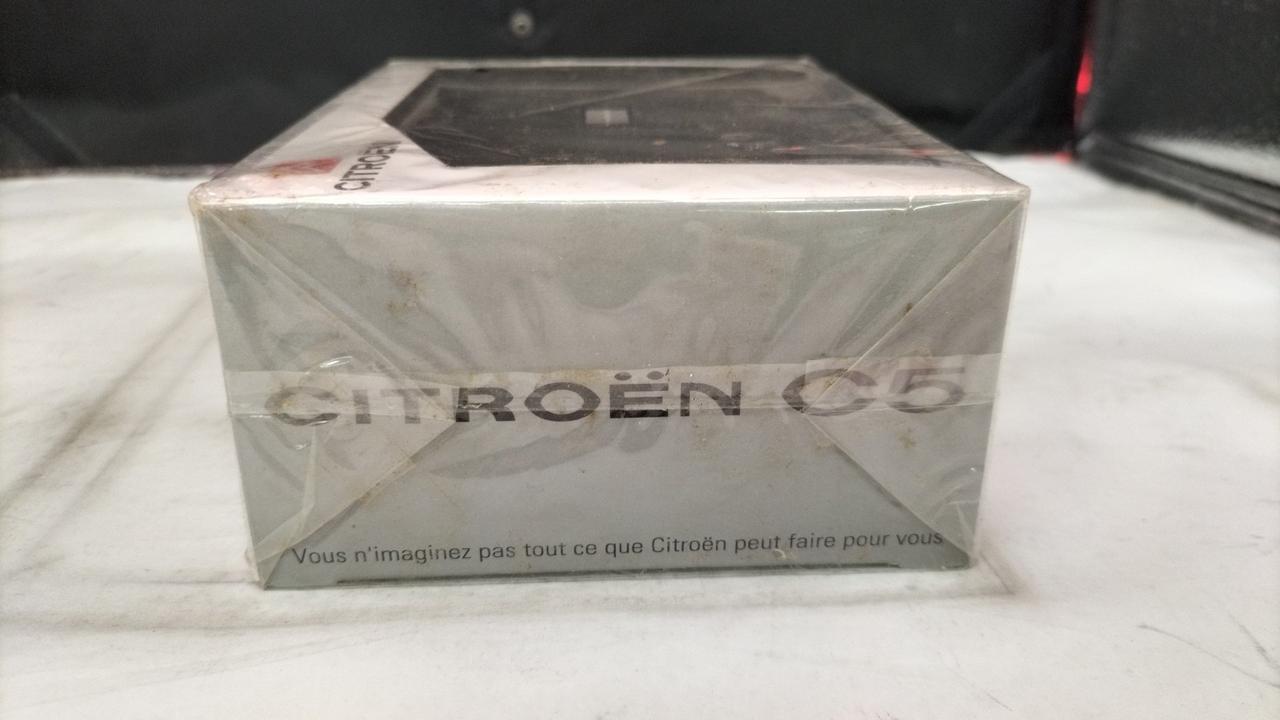 CITROËN
CITROËN C5
Vous n'imaginez pas tout ce que Citroën peut faire pour vous